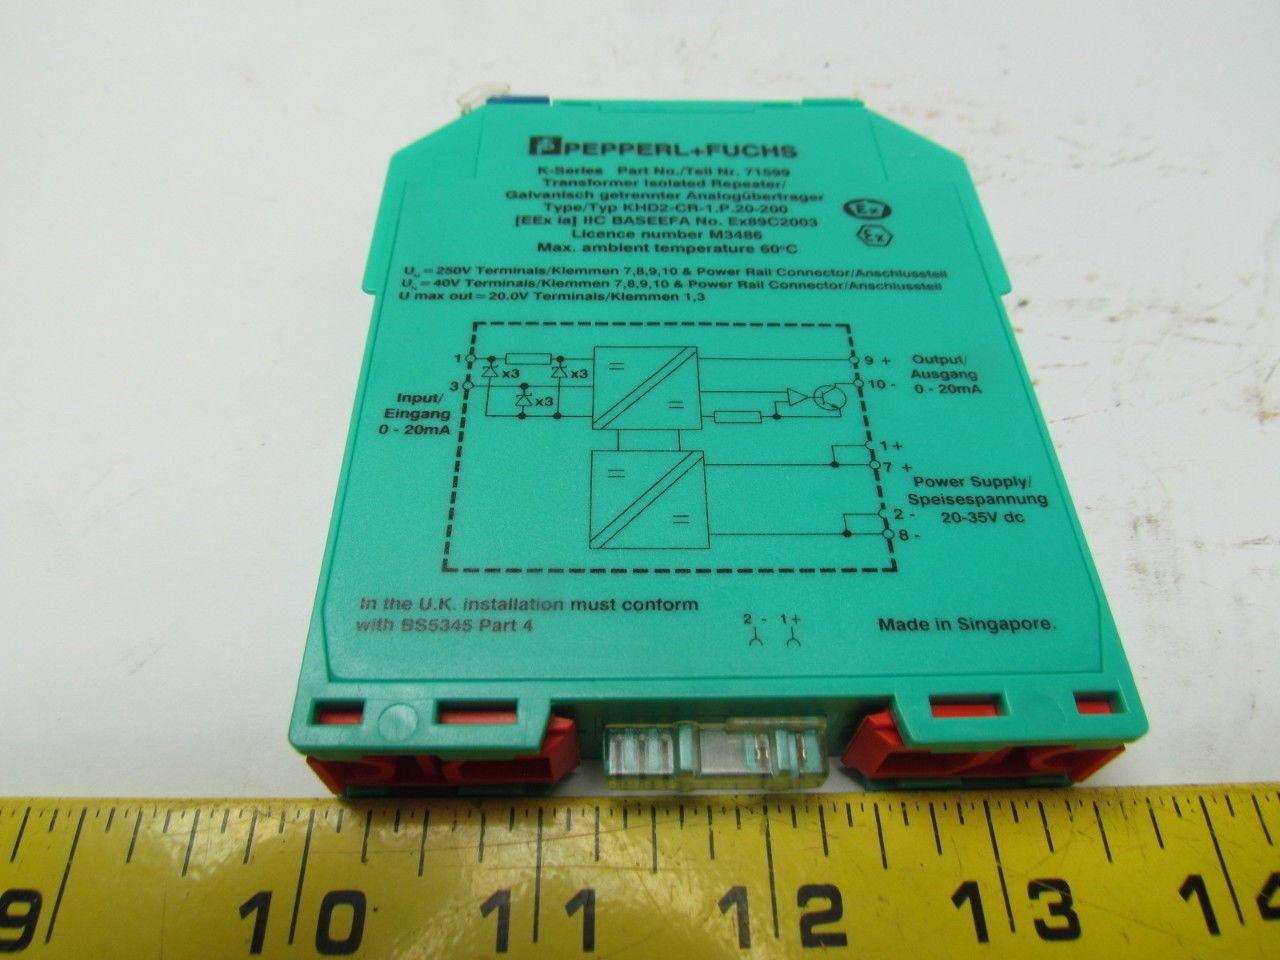 PEPPERL+FUCHS
K-Series Part No./Teil Nr. 71599
Transformer Isolated Repeater/
Galvanisch getrennter Analogübertrager
Type/Typ KHD2-CR-1.P.20-200
[EEx ia] IIC BASEEFA No. Ex89C2003
Licence number M3486
Max. ambient temperature 60°C
Ex
Ex
U = 250V Terminals/Klemmen 7,8,9,10 & Power Rail Connector/Anschlussteil
U = 40V Terminals/Klemmen 7,8,9,10 & Power Rail Connector/Anschlussteil
U max out = 20.0V Terminals/Klemmen 1,3
1
3
x3
x3
x3
Input/
Eingang
0 - 20mA
9 +
10 -
Output/
Ausgang
0 - 20mA
1 +
7 +
2 -
8 -
Power Supply/
Speisespannung
20-35V dc
In the U.K. installation must conform
with BS5345 Part 4
2 - 1 +
Made in Singapore.
9 10 11 12 13 14